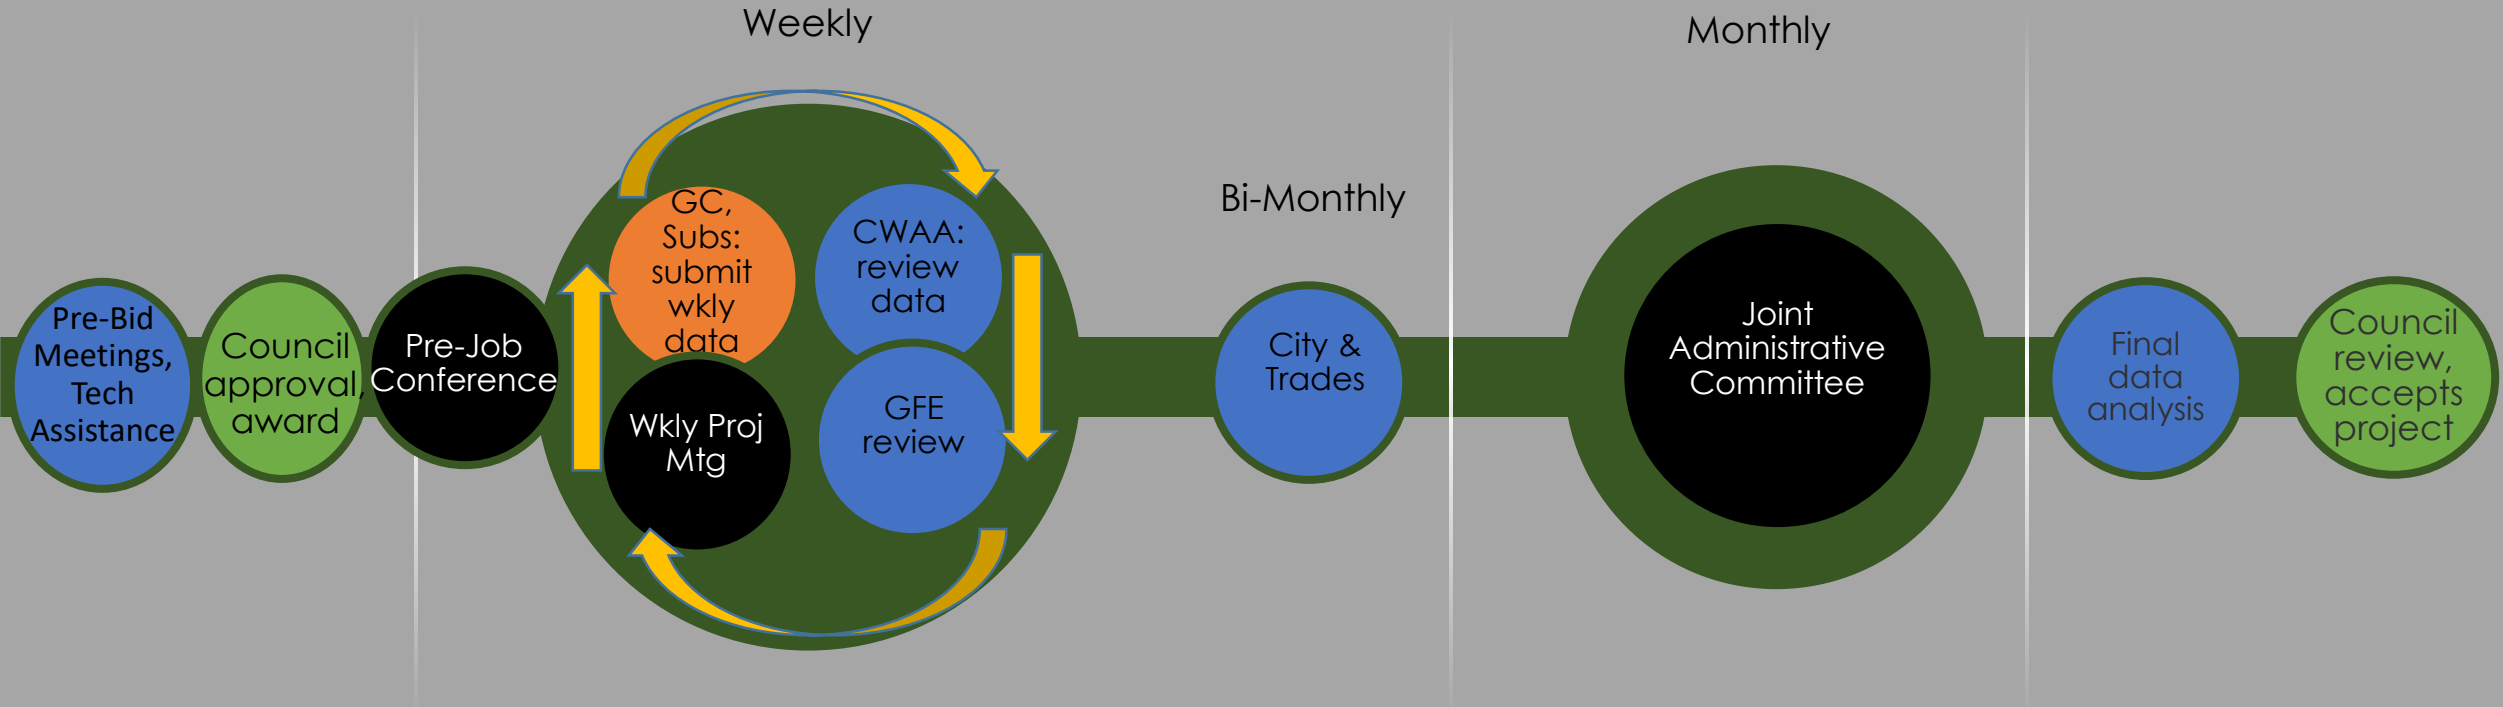 Weekly
Monthly
Bi-Monthly
Pre-Bid
Meetings,
Tech
Assistance
Council
approval,
award
Pre-Job
Conference
GC,
Subs:
submit
wkly
data
CWAA:
review
data
GFE
review
Wkly Proj
Mtg
City &
Trades
Joint
Administrative
Committee
Final
data
analysis
Council
review,
accepts
project